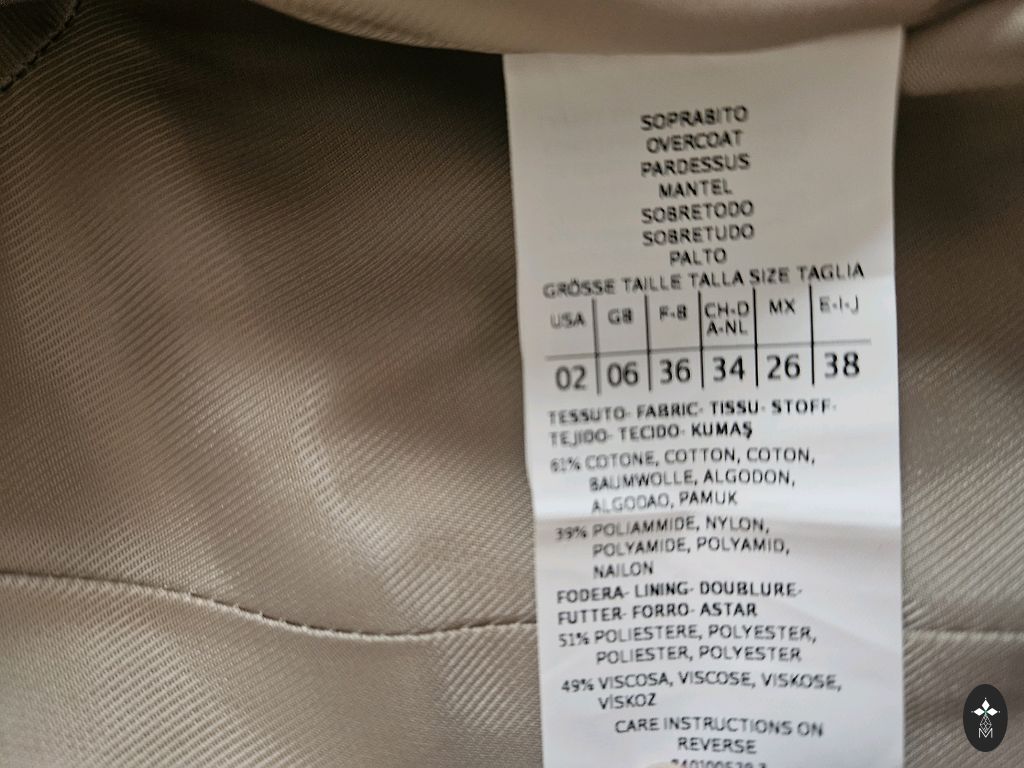 SOPRABITO
OVERCOAT
PARDESSUS
MANTEL
SOBRETODO
SOBRETUDO
PALTO
GRÖSSE TAILLE TALLA SIZE TAGLIA
USA GB F-B CH-D A-NL MX E-I-J
02 06 36 34 26 38
TESSUTO- FABRIC- TISSU- STOFF-
TEJIDO- TECIDO- KUMAŞ
61% COTONE, COTTON, COTON,
BAUMWOLLE, ALGODON,
ALGODAO, PAMUK
39% POLIAMMIDE, NYLON,
POLYAMIDE, POLYAMID,
NAILON
FODERA- LINING- DOUBLURE-
FUTTER- FORRO- ASTAR
51% POLIESTERE, POLYESTER,
POLIESTER, POLYESTER
49% VISCOSA, VISCOSE, VISKOSE,
VİSKOZ
CARE INSTRUCTIONS ON
REVERSE
M